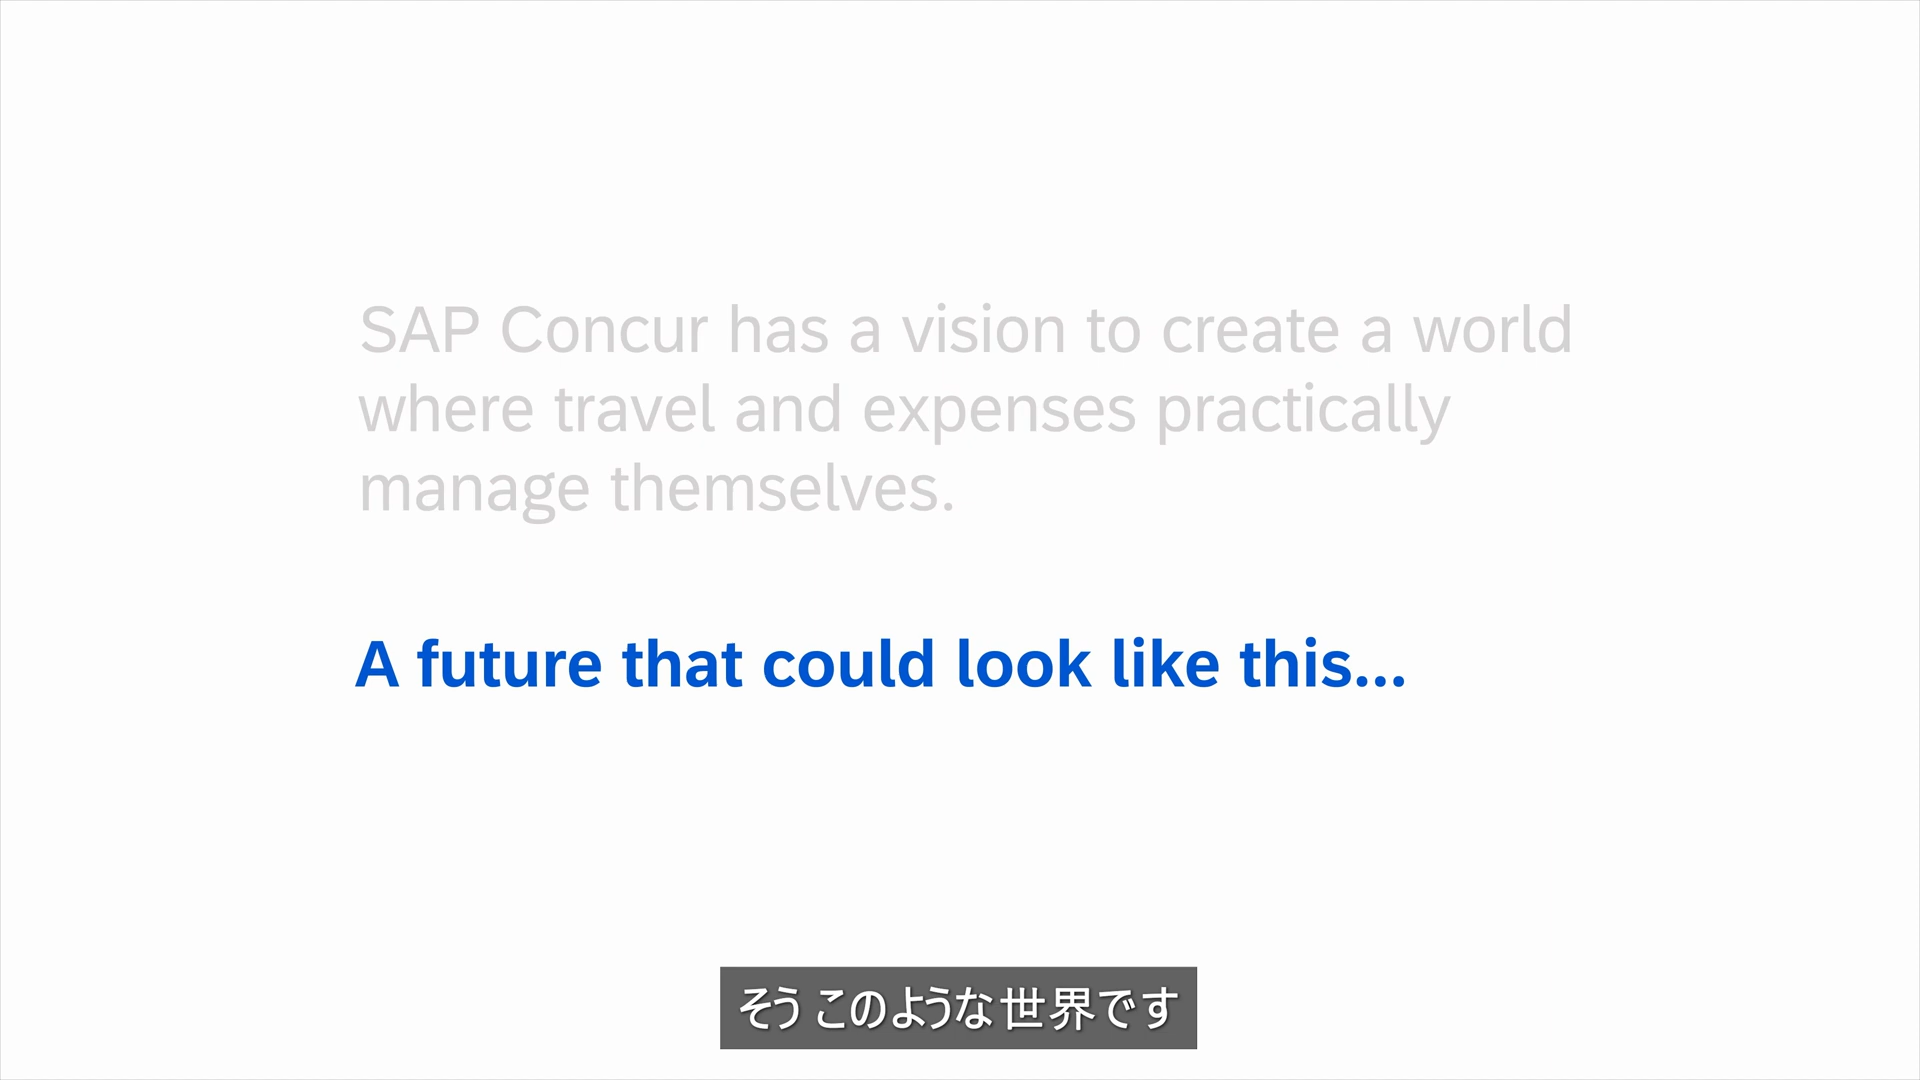 SAP Concur has a vision to create a world
where travel and expenses practically
manage themselves.
A future that could look like this...
そう このような世界です